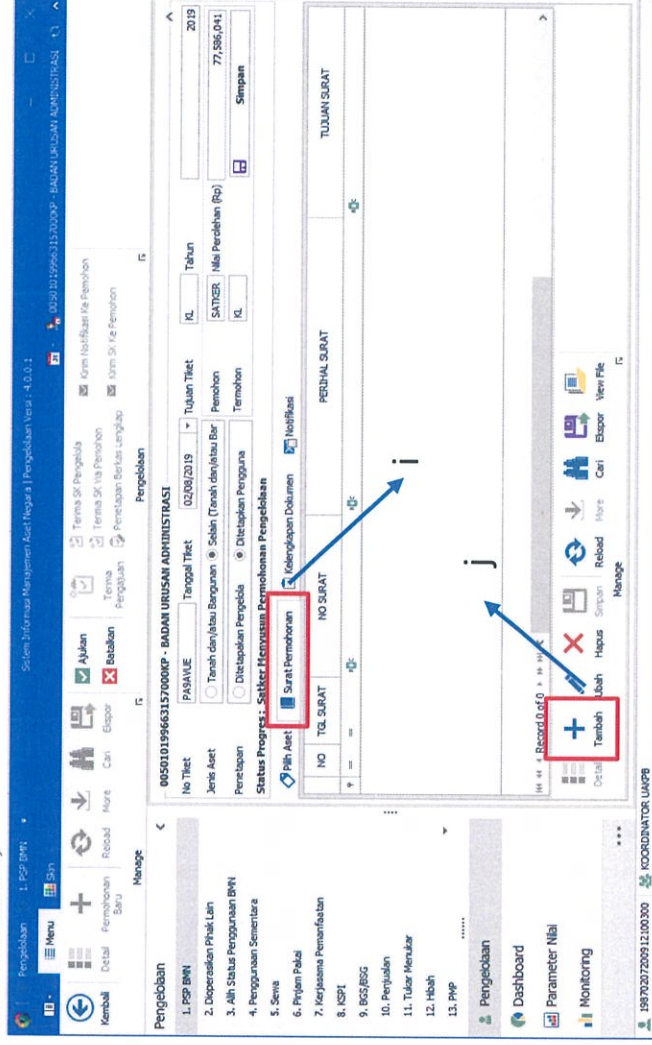 Pengelolaan 1. PSP BMN Sistem Informasi Manajemen Aset Negara | Pengelolaan Versi : 4.0.0.1
Menu Skin 005010199663157000KP - BADAN URUSAN ADMINISTRASI
Kembali Detail Permohonan Baru Reload More Cari Ekspor
Manage
Ajukan
Batalkan
Terima Pengajuan
Terima SK Pengelola
Terima SK Via Pemohon
Penetapan Berkas Lengkap
Kirim Notifikasi Ke Pemohon
Kirim SK Ke Pemohon
Pengelolaan
Pengelolaan
1. PSP BMN
2. Dioperasikan Pihak Lain
3. Alih Status Penggunaan BMN
4. Penggunaan Sementara
5. Sewa
6. Pinjam Pakai
7. Kerjasama Pemanfaatan
8. KSPI
9. BGS/BSG
10. Penjualan
11. Tukar Menukar
12. Hibah
13. PMP
Pengelolaan
Dashboard
Parameter Nilai
Monitoring
005010199663157000KP - BADAN URUSAN ADMINISTRASI
No Tiket PA9AVUE Tanggal Tiket 02/08/2019 Tujuan Tiket KL Tahun 2019
Jenis Aset Tanah dan/atau Bangunan Selain (Tanah dan/atau Bar Pemohon SATKER Nilai Perolehan (Rp) 77,586,041
Penetapan Ditetapakan Pengelola Ditetapkan Pengguna Termohon KL Simpan
Status Progres : Satker Menyusun Permohonan Pengelolaan
Pilih Aset Surat Permohonan Kelengkapan Dokumen Notifikasi
NO TGL SURAT NO SURAT PERIHAL SURAT TUJUAN SURAT
i
j
Record 0 of 0
Detail Tambah Ubah Hapus Simpan Reload More Cari Ekspor View File
Manage
19870207200912100300 KOORDINATOR UAKPB